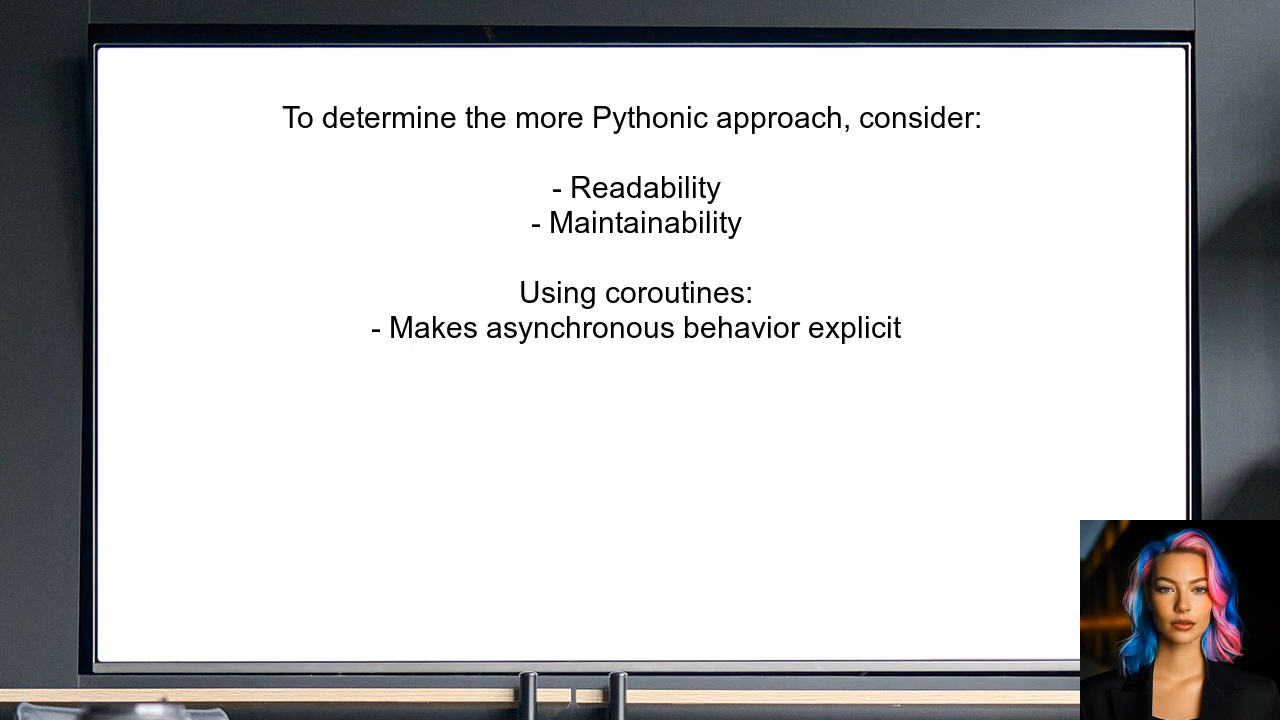 To determine the more Pythonic approach, consider:
- Readability
- Maintainability
Using coroutines:
- Makes asynchronous behavior explicit